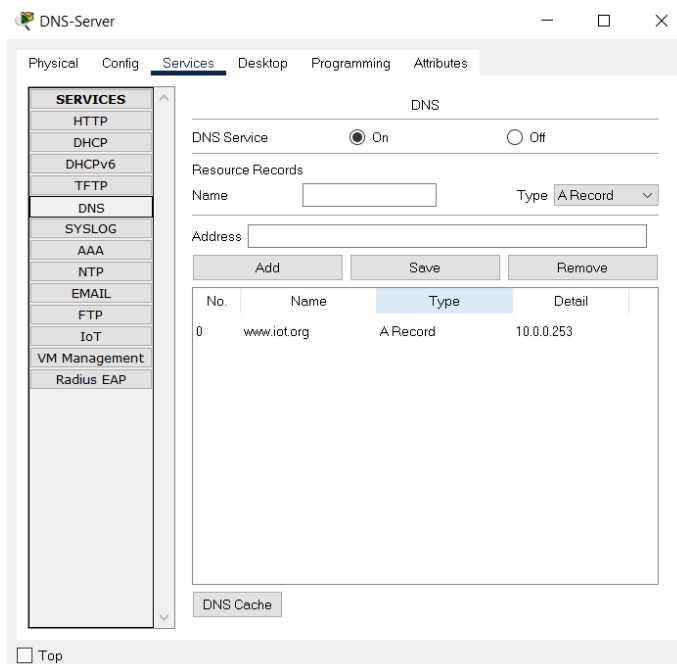 DNS-Server
Physical Config Services Desktop Programming Attributes
SERVICES
HTTP
DHCP
DHCPv6
TFTP
DNS
SYSLOG
AAA
NTP
EMAIL
FTP
IoT
VM Management
Radius EAP
DNS
DNS Service On Off
Resource Records
Name Type A Record
Address
Add Save Remove
No. Name Type Detail
0 www.iot.org A Record 10.0.0.253
DNS Cache
Top